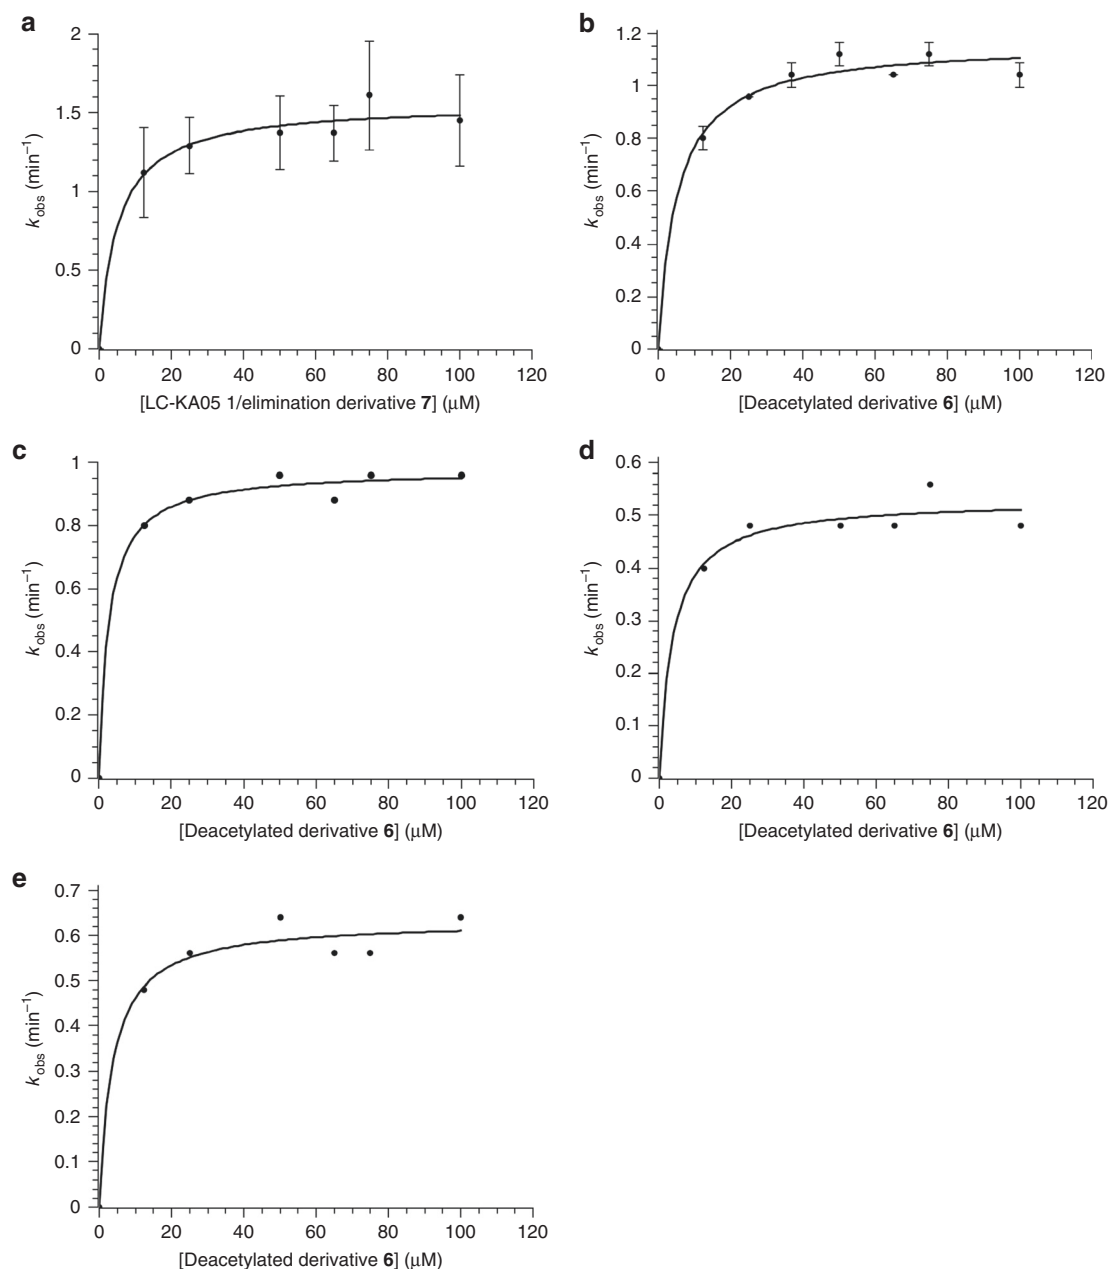 a
2
1.5
1
0.5
0
k obs (min⁻¹)
0 20 40 60 80 100 120
[LC-KA05 1/elimination derivative 7] (μM)
b
1.2
1
0.8
0.6
0.4
0.2
0
k obs (min⁻¹)
0 20 40 60 80 100 120
[Deacetylated derivative 6] (μM)
c
1
0.8
0.6
0.4
0.2
0
k obs (min⁻¹)
0 20 40 60 80 100 120
[Deacetylated derivative 6] (μM)
d
0.6
0.5
0.4
0.3
0.2
0.1
0
k obs (min⁻¹)
0 20 40 60 80 100 120
[Deacetylated derivative 6] (μM)
e
0.7
0.6
0.5
0.4
0.3
0.2
0.1
0
k obs (min⁻¹)
0 20 40 60 80 100 120
[Deacetylated derivative 6] (μM)